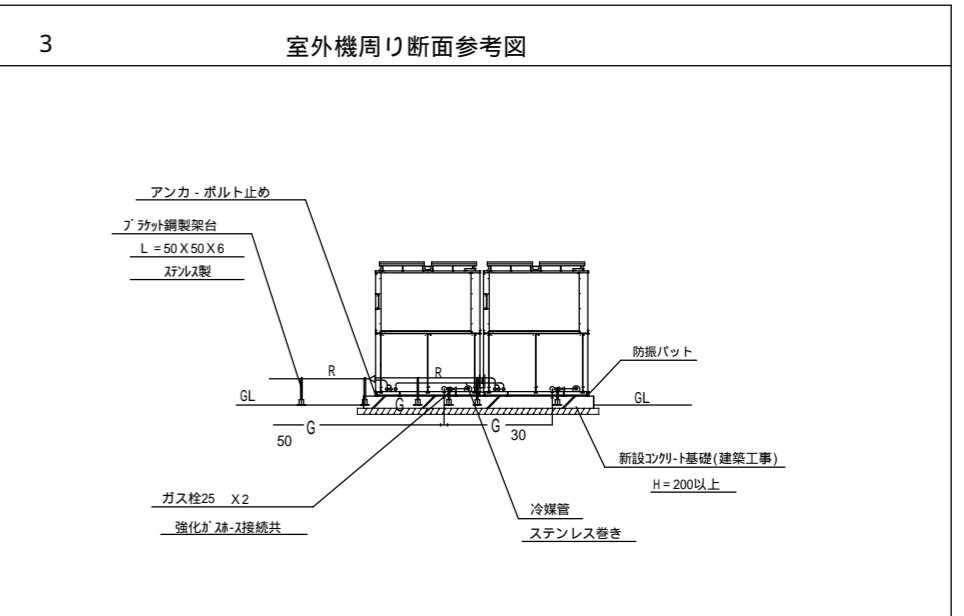 3
室外機周り断面参考図
アンカ-ボルト止め
ブラケット鋼製架台
L=50X50X6
ステンレス製
防振パット
R
R
GL
GL
G
G
G
50
30
新設コンクリート基礎(建築工事)
H=200以上
ガス栓25 X2
強化ガスホース接続共
冷媒管
ステンレス巻き